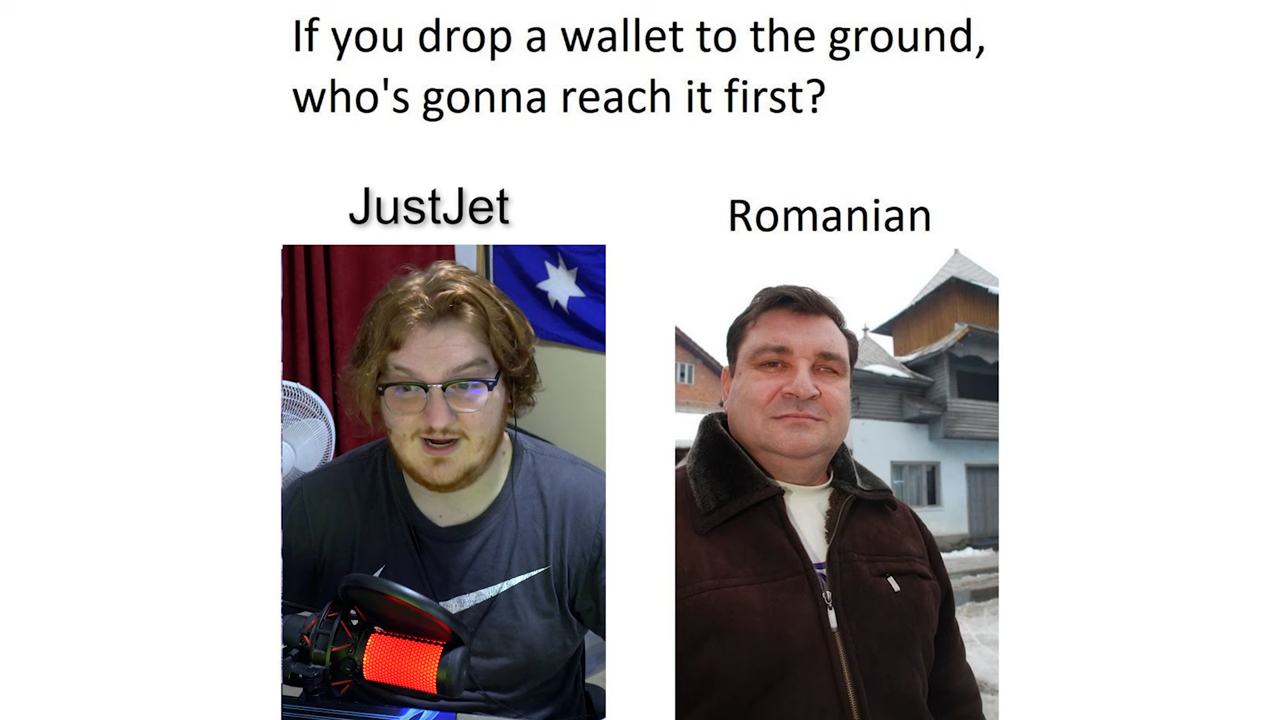 If you drop a wallet to the ground,
who's gonna reach it first?
JustJet
Romanian